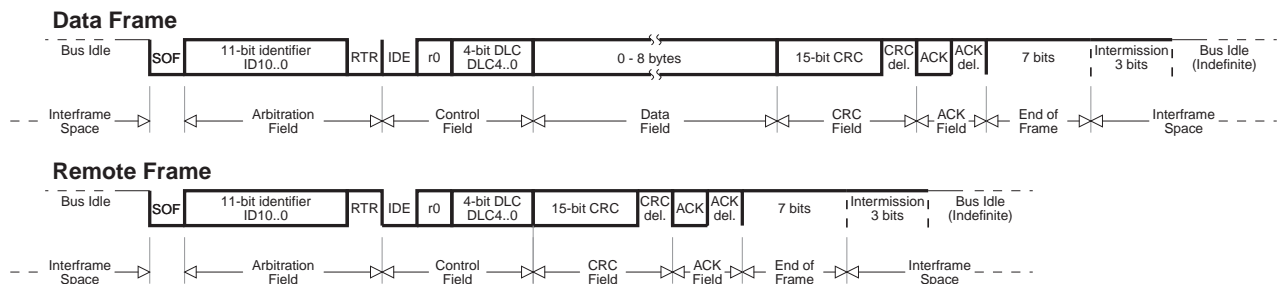 Data Frame
Bus Idle
SOF
11-bit identifier
ID10..0
RTR
IDE
r0
4-bit DLC
DLC4..0
0 - 8 bytes
15-bit CRC
CRC
del.
ACK
ACK
del.
7 bits
Intermission
3 bits
Bus Idle
(Indefinite)
Interframe
Space
Arbitration
Field
Control
Field
Data
Field
CRC
Field
ACK
Field
End of
Frame
Interframe
Space
Remote Frame
Bus Idle
SOF
11-bit identifier
ID10..0
RTR
IDE
r0
4-bit DLC
DLC4..0
15-bit CRC
CRC
del.
ACK
ACK
del.
7 bits
Intermission
3 bits
Bus Idle
(Indefinite)
Interframe
Space
Arbitration
Field
Control
Field
CRC
Field
ACK
Field
End of
Frame
Interframe
Space